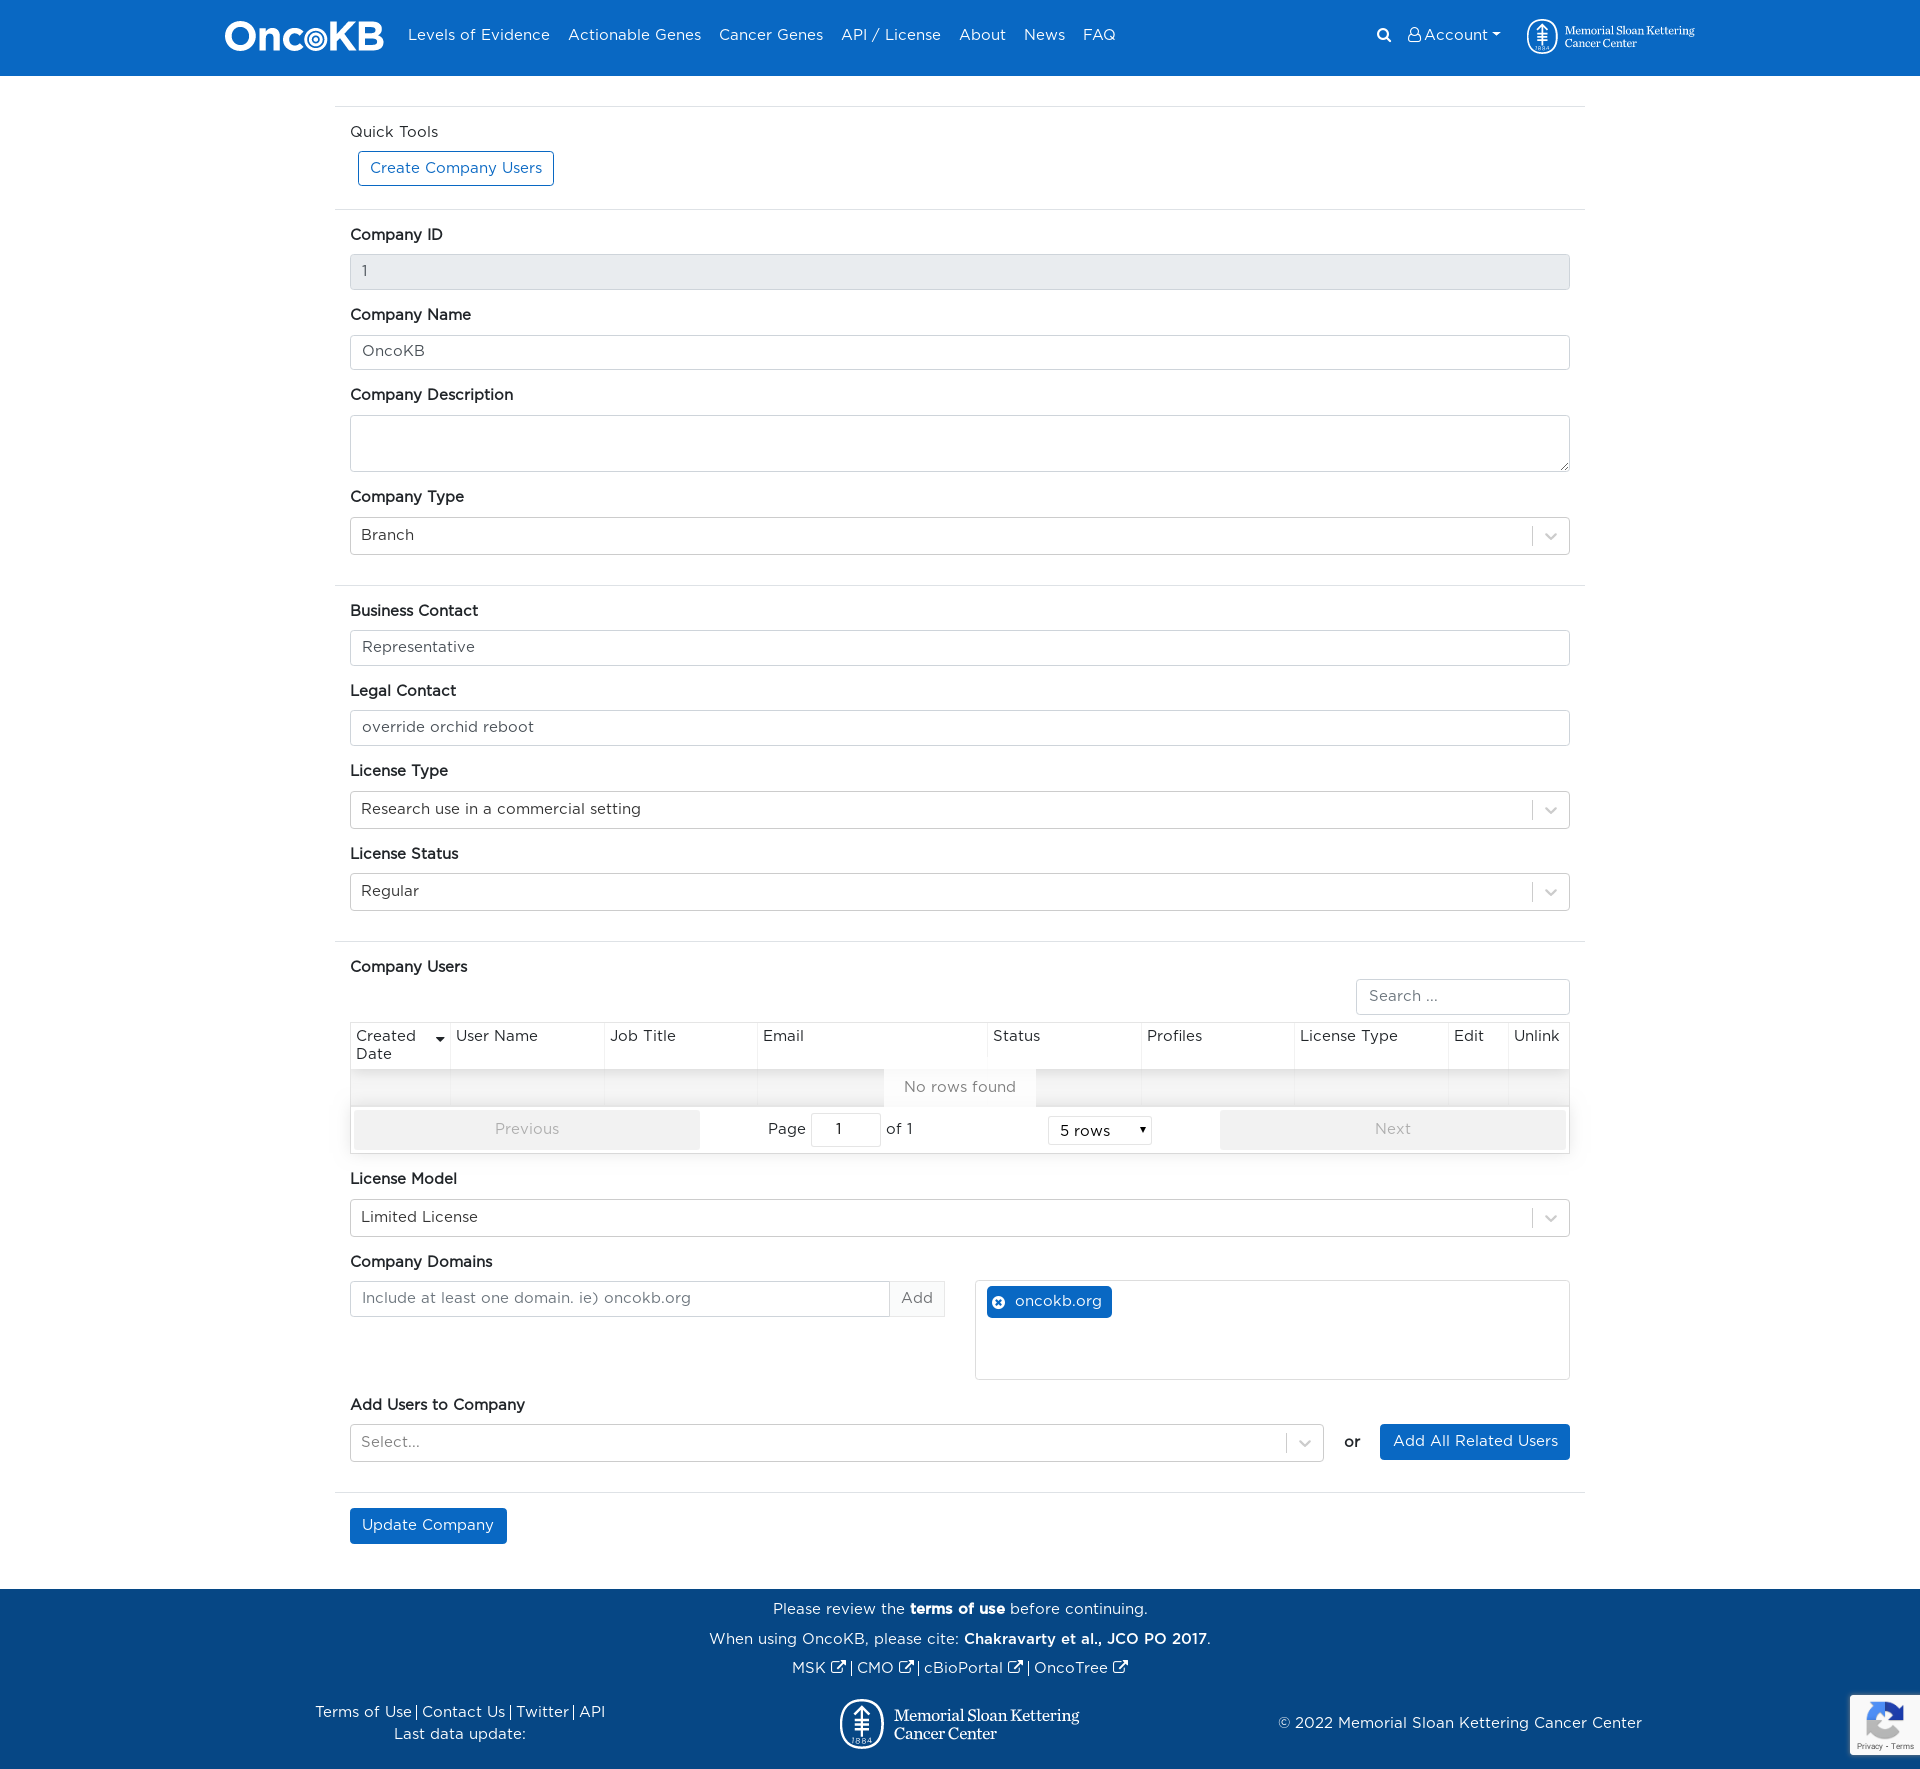 OncoKB Levels of Evidence Actionable Genes Cancer Genes API / License About News FAQ Account Memorial Sloan Kettering Cancer Center 1884
Quick Tools
Create Company Users
Company ID
1
Company Name
OncoKB
Company Description
Company Type
Branch
Business Contact
Representative
Legal Contact
override orchid reboot
License Type
Research use in a commercial setting
License Status
Regular
Company Users
Search ...
Created Date User Name Job Title Email Status Profiles License Type Edit Unlink
No rows found
Previous Page 1 of 1 5 rows Next
License Model
Limited License
Company Domains
Include at least one domain. ie) oncokb.org Add oncokb.org
Add Users to Company
Select... or Add All Related Users
Update Company
Please review the terms of use before continuing.
When using OncoKB, please cite: Chakravarty et al., JCO PO 2017.
MSK | CMO | cBioPortal | OncoTree
Terms of Use | Contact Us | Twitter | API
Last data update:
1884 Memorial Sloan Kettering
Cancer Center
© 2022 Memorial Sloan Kettering Cancer Center
Privacy - Terms